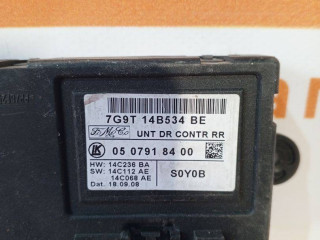 7G9T 14B534 BE
UNT DR CONTR RR
05 0791 84 00
HW: 14C236 BA
SW: 14C112 AE
14C068 AE
Dat. 18.09.08
S0Y0B